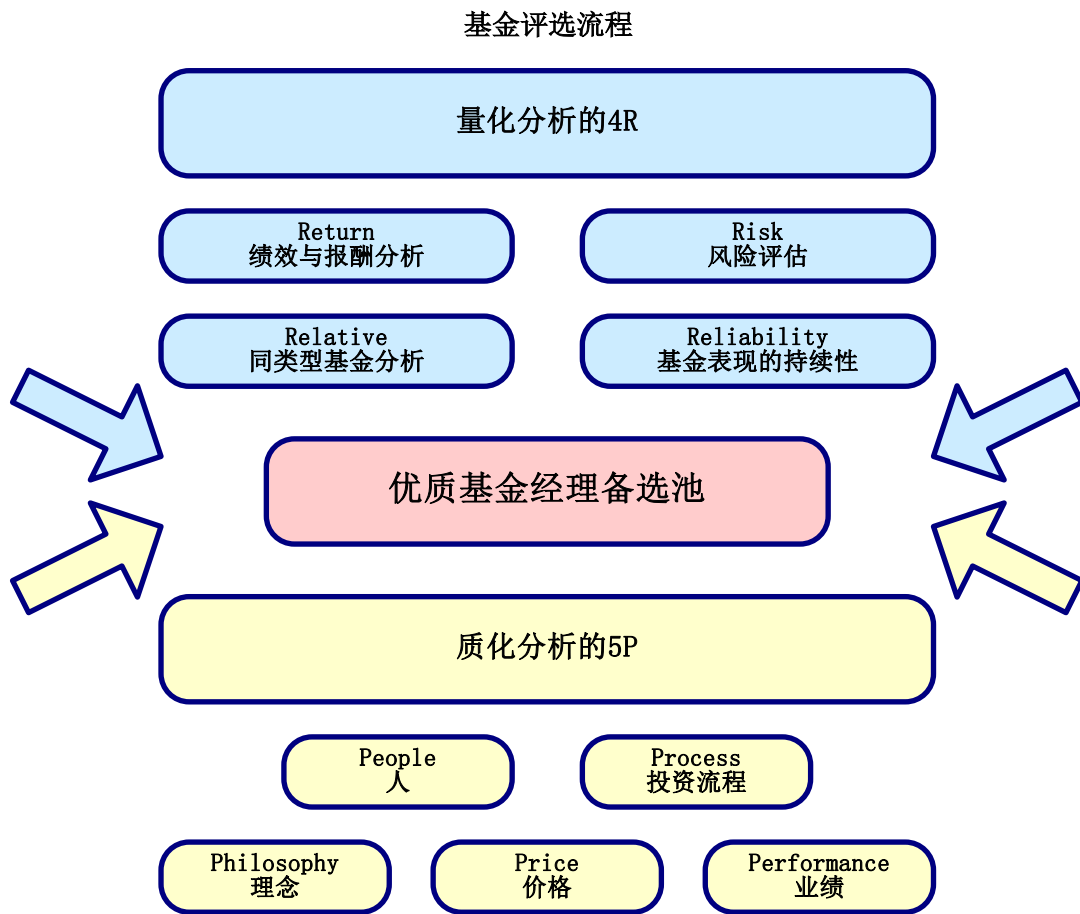 基金评选流程
量化分析的4R
Return
绩效与报酬分析
Risk
风险评估
Relative
同类型基金分析
Reliability
基金表现的持续性
优质基金经理备选池
质化分析的5P
People
人
Process
投资流程
Philosophy
理念
Price
价格
Performance
业绩